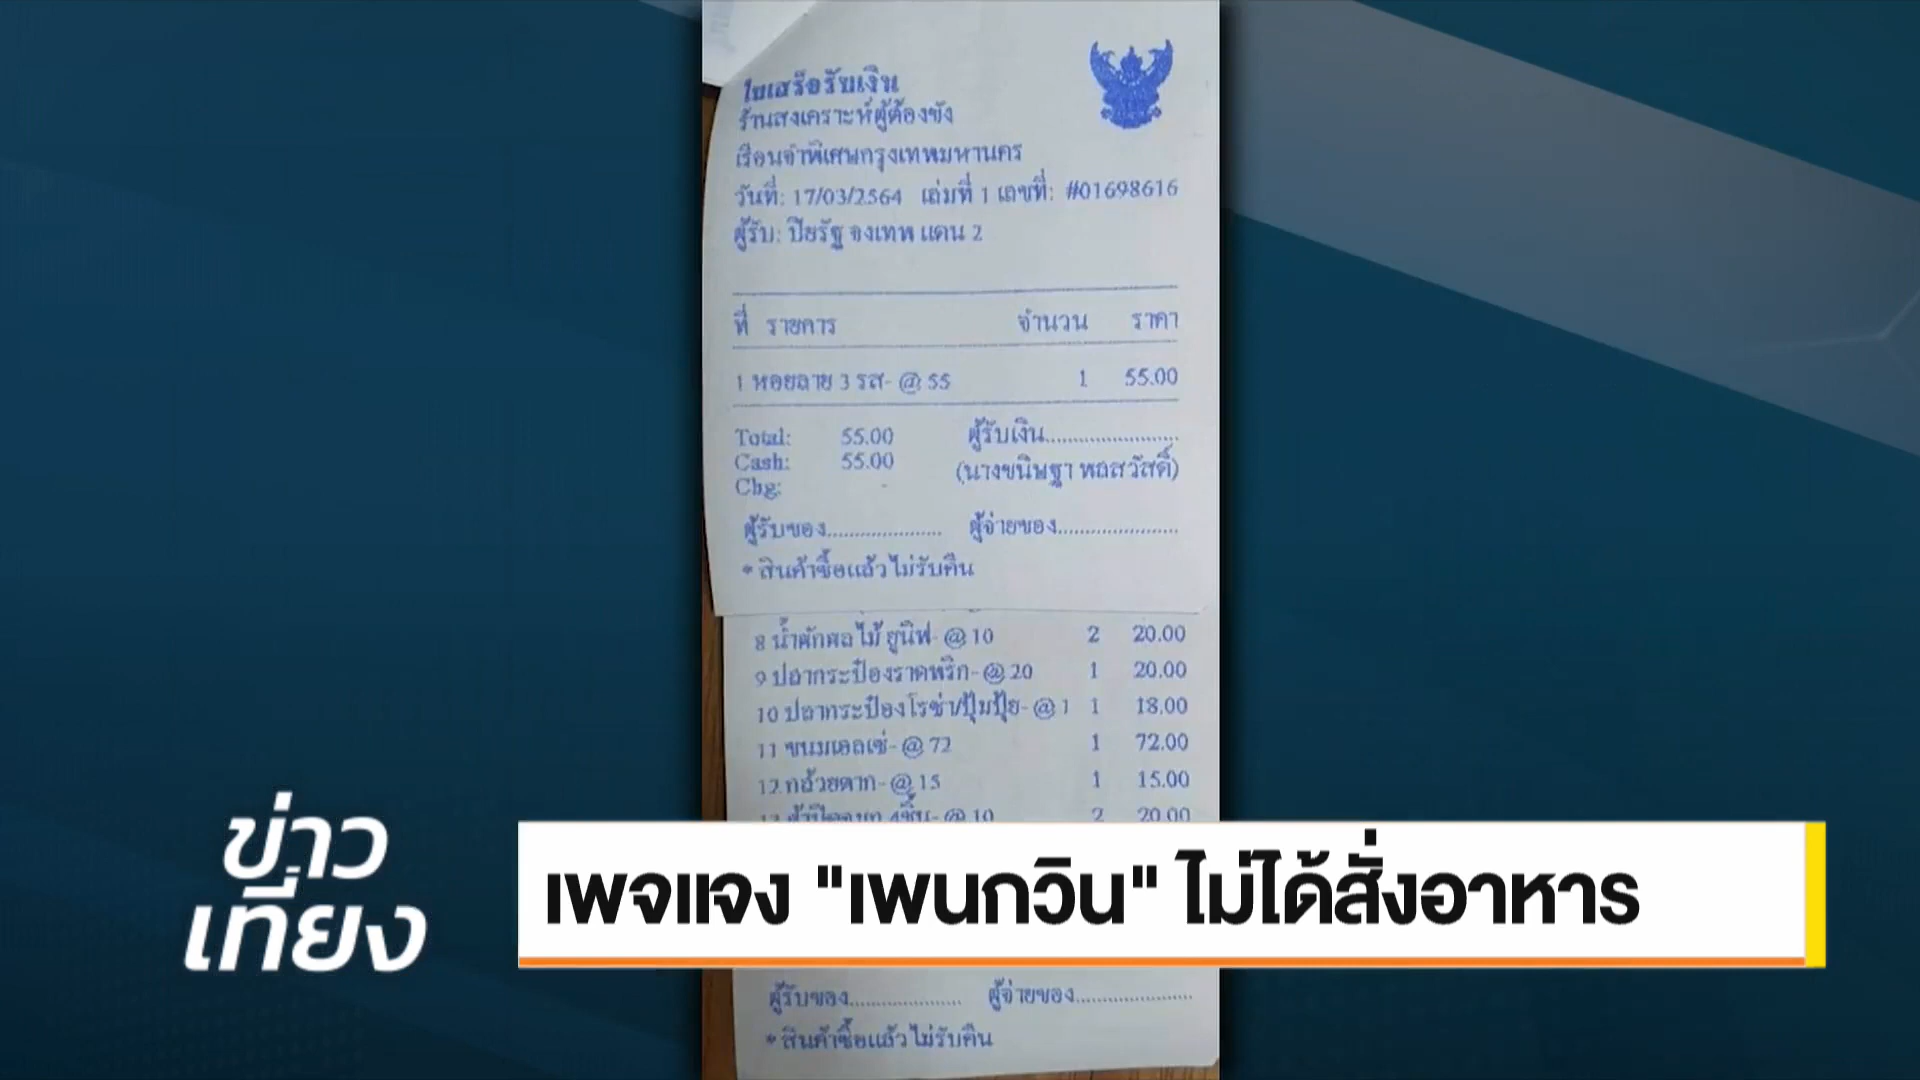 ใบเสร็จรับเงิน
ร้านสงเคราะห์ผู้ต้องขัง
เรือนจำพิเศษกรุงเทพมหานคร
วันที่: 17/03/2564 เล่มที่ 1 เลขที่: #01698616
ผู้รับ: ปิยรัฐ จงเทพ แดน 2
ที่ รายการ จำนวน ราคา
1 หอยลาย 3 รส- @ 55 1 55.00
Total: 55.00 ผู้รับเงิน........................
Cash: 55.00 (นางขนิษฐา พลสวัสดิ์)
Chg: -
ผู้รับของ..................... ผู้จ่ายของ.....................
* สินค้าซื้อแล้วไม่รับคืน
8 น้ำผักผลไม้ ยูนิฟ- @ 10 2 20.00
9 ปลากระป๋องราดพริก- @ 20 1 20.00
10 ปลากระป๋องโรซ่า/ปุ้มปุ้ย- @ 1 1 18.00
11 ขนมเอลเซ่- @ 72 1 72.00
12 กล้วยตาก- @ 15 1 15.00
4ชิ้น- @ 10 2 20.00
ข่าวเที่ยง
เพจแจง "เพนกวิน" ไม่ได้สั่งอาหาร
ผู้รับของ..................... ผู้จ่ายของ.....................
* สินค้าซื้อแล้วไม่รับคืน